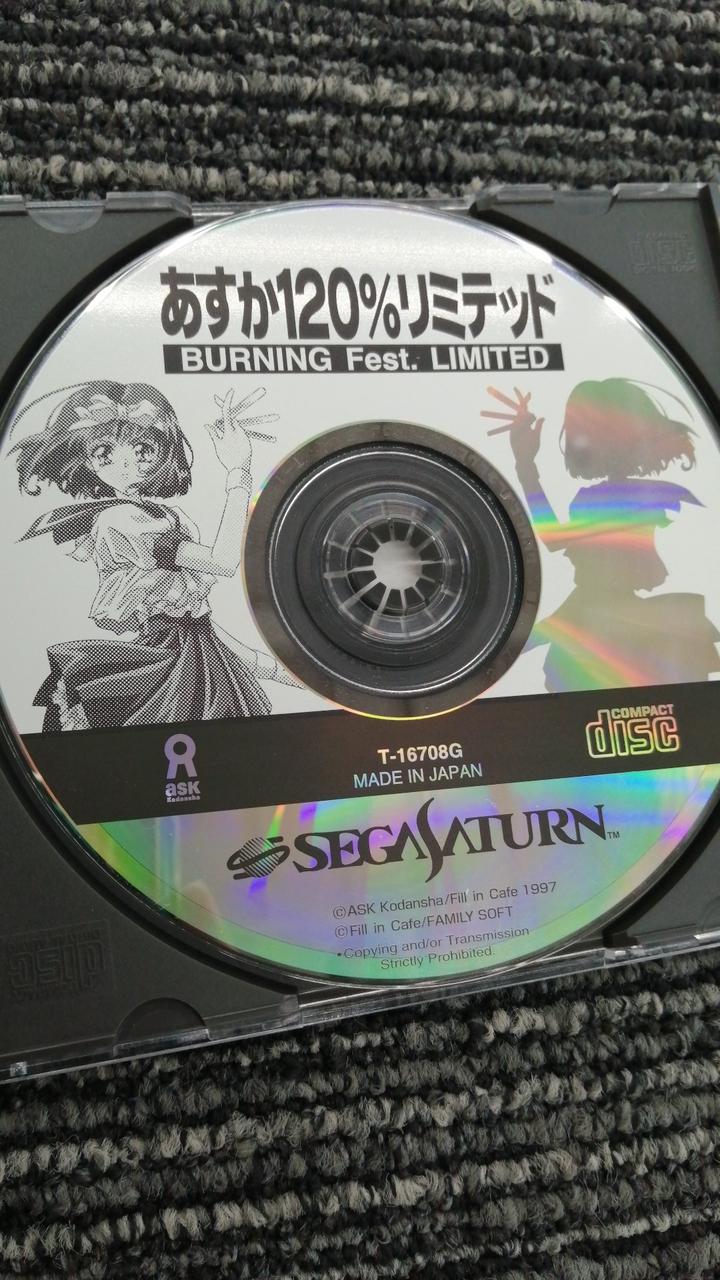 あすか120%リミテッド
BURNING Fest. LIMITED
COMPACT
disc
T-16708G
MADE IN JAPAN
ask
Kodansha
SEGA SATURN™
©ASK Kodansha/Fill in Cafe 1997
©Fill in Cafe/FAMILY SOFT
•Copying and/or Transmission
Strictly Prohibited.